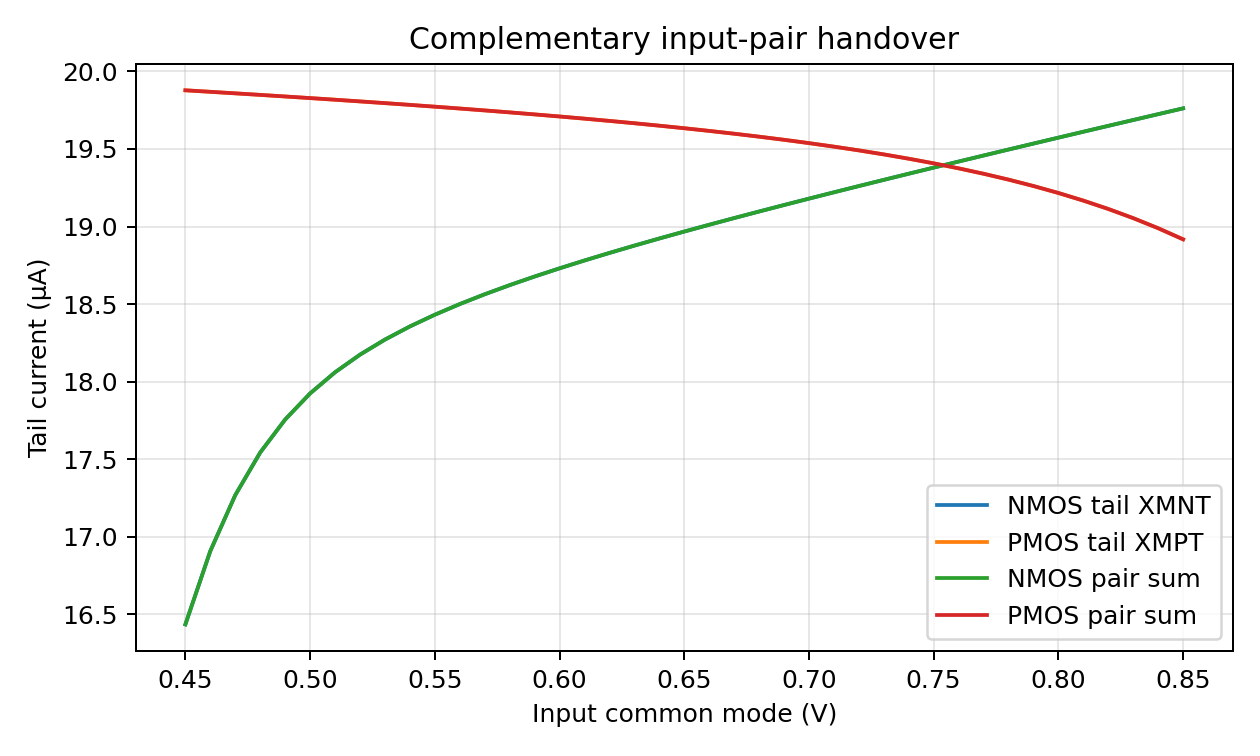 Complementary input-pair handover
20.0
19.5
19.0
18.5
18.0
17.5
17.0
16.5
Tail current (µA)
0.45 0.50 0.55 0.60 0.65 0.70 0.75 0.80 0.85
Input common mode (V)
NMOS tail XMNT
PMOS tail XMPT
NMOS pair sum
PMOS pair sum